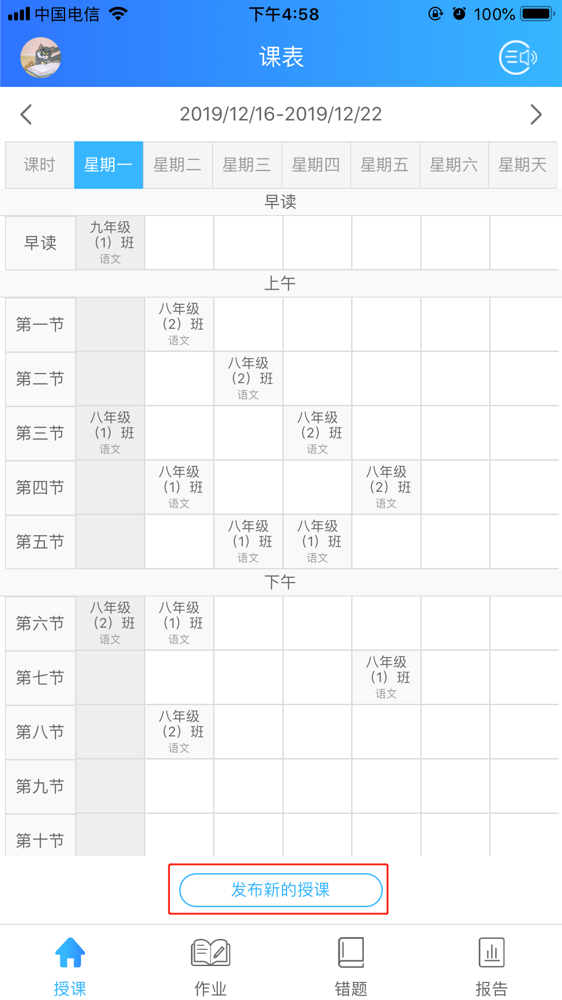 中国电信 下午4:58 100%
课表
2019/12/16-2019/12/22
课时 星期一 星期二 星期三 星期四 星期五 星期六 星期天
早读
早读
九年级
（1）班
语文
上午
第一节
八年级
（2）班
语文
第二节
八年级
（2）班
语文
第三节
八年级 八年级
（1）班 （2）班
语文 语文
第四节
八年级 八年级
（1）班 （2）班
语文 语文
第五节
八年级 八年级
（1）班 （1）班
语文 语文
下午
第六节
八年级 八年级
（2）班 （1）班
语文 语文
第七节
八年级
（1）班
语文
第八节
八年级
（2）班
语文
第九节
第十节
发布新的授课
授课 作业 错题 报告